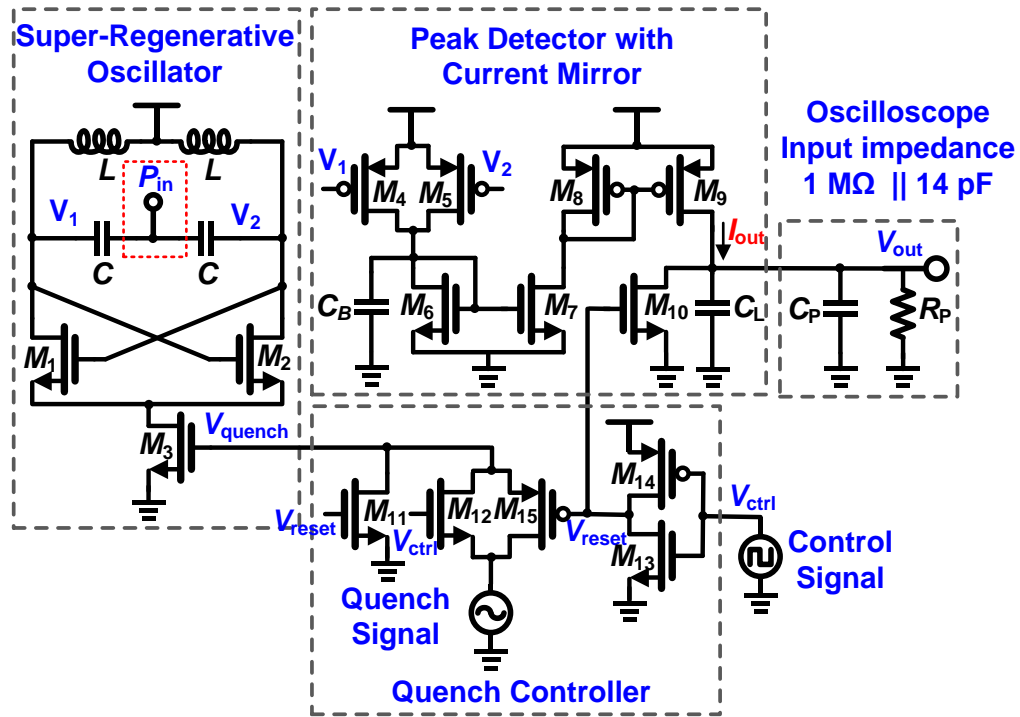 Super-Regenerative
Oscillator
L
L
P_in
V_1
V_2
C
C
M_1
M_2
M_3
V_quench
Peak Detector with
Current Mirror
V_1
V_2
M_4
M_5
M_8
M_9
I_out
C_B
M_6
M_7
M_10
C_L
Oscilloscope
Input impedance
1 MΩ || 14 pF
V_out
C_P
R_P
V_reset
M_11
V_ctrl
M_12
M_15
V_reset
M_14
M_13
V_ctrl
Control
Signal
Quench
Signal
Quench Controller